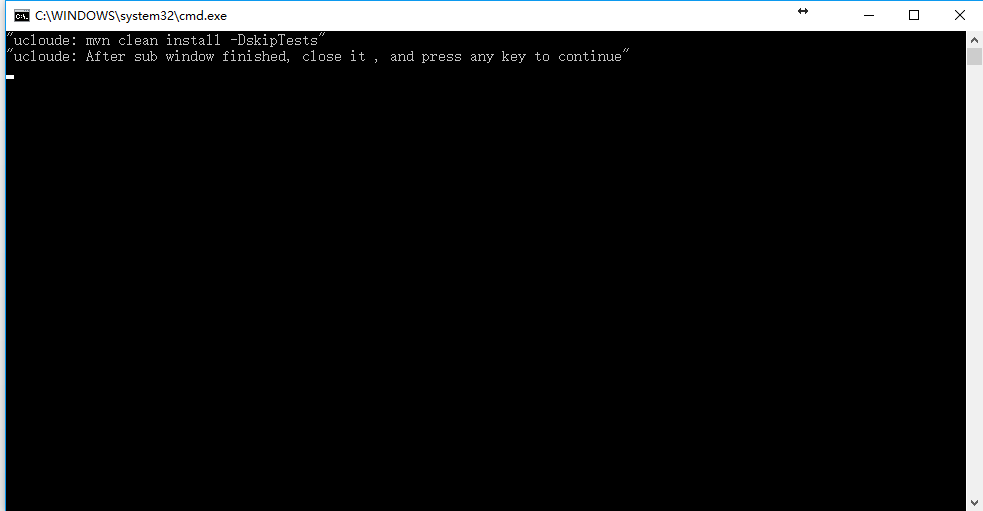 C:\WINDOWS\system32\cmd.exe
"ucloude: mvn clean install -DskipTests"
"ucloude: After sub window finished, close it , and press any key to continue"